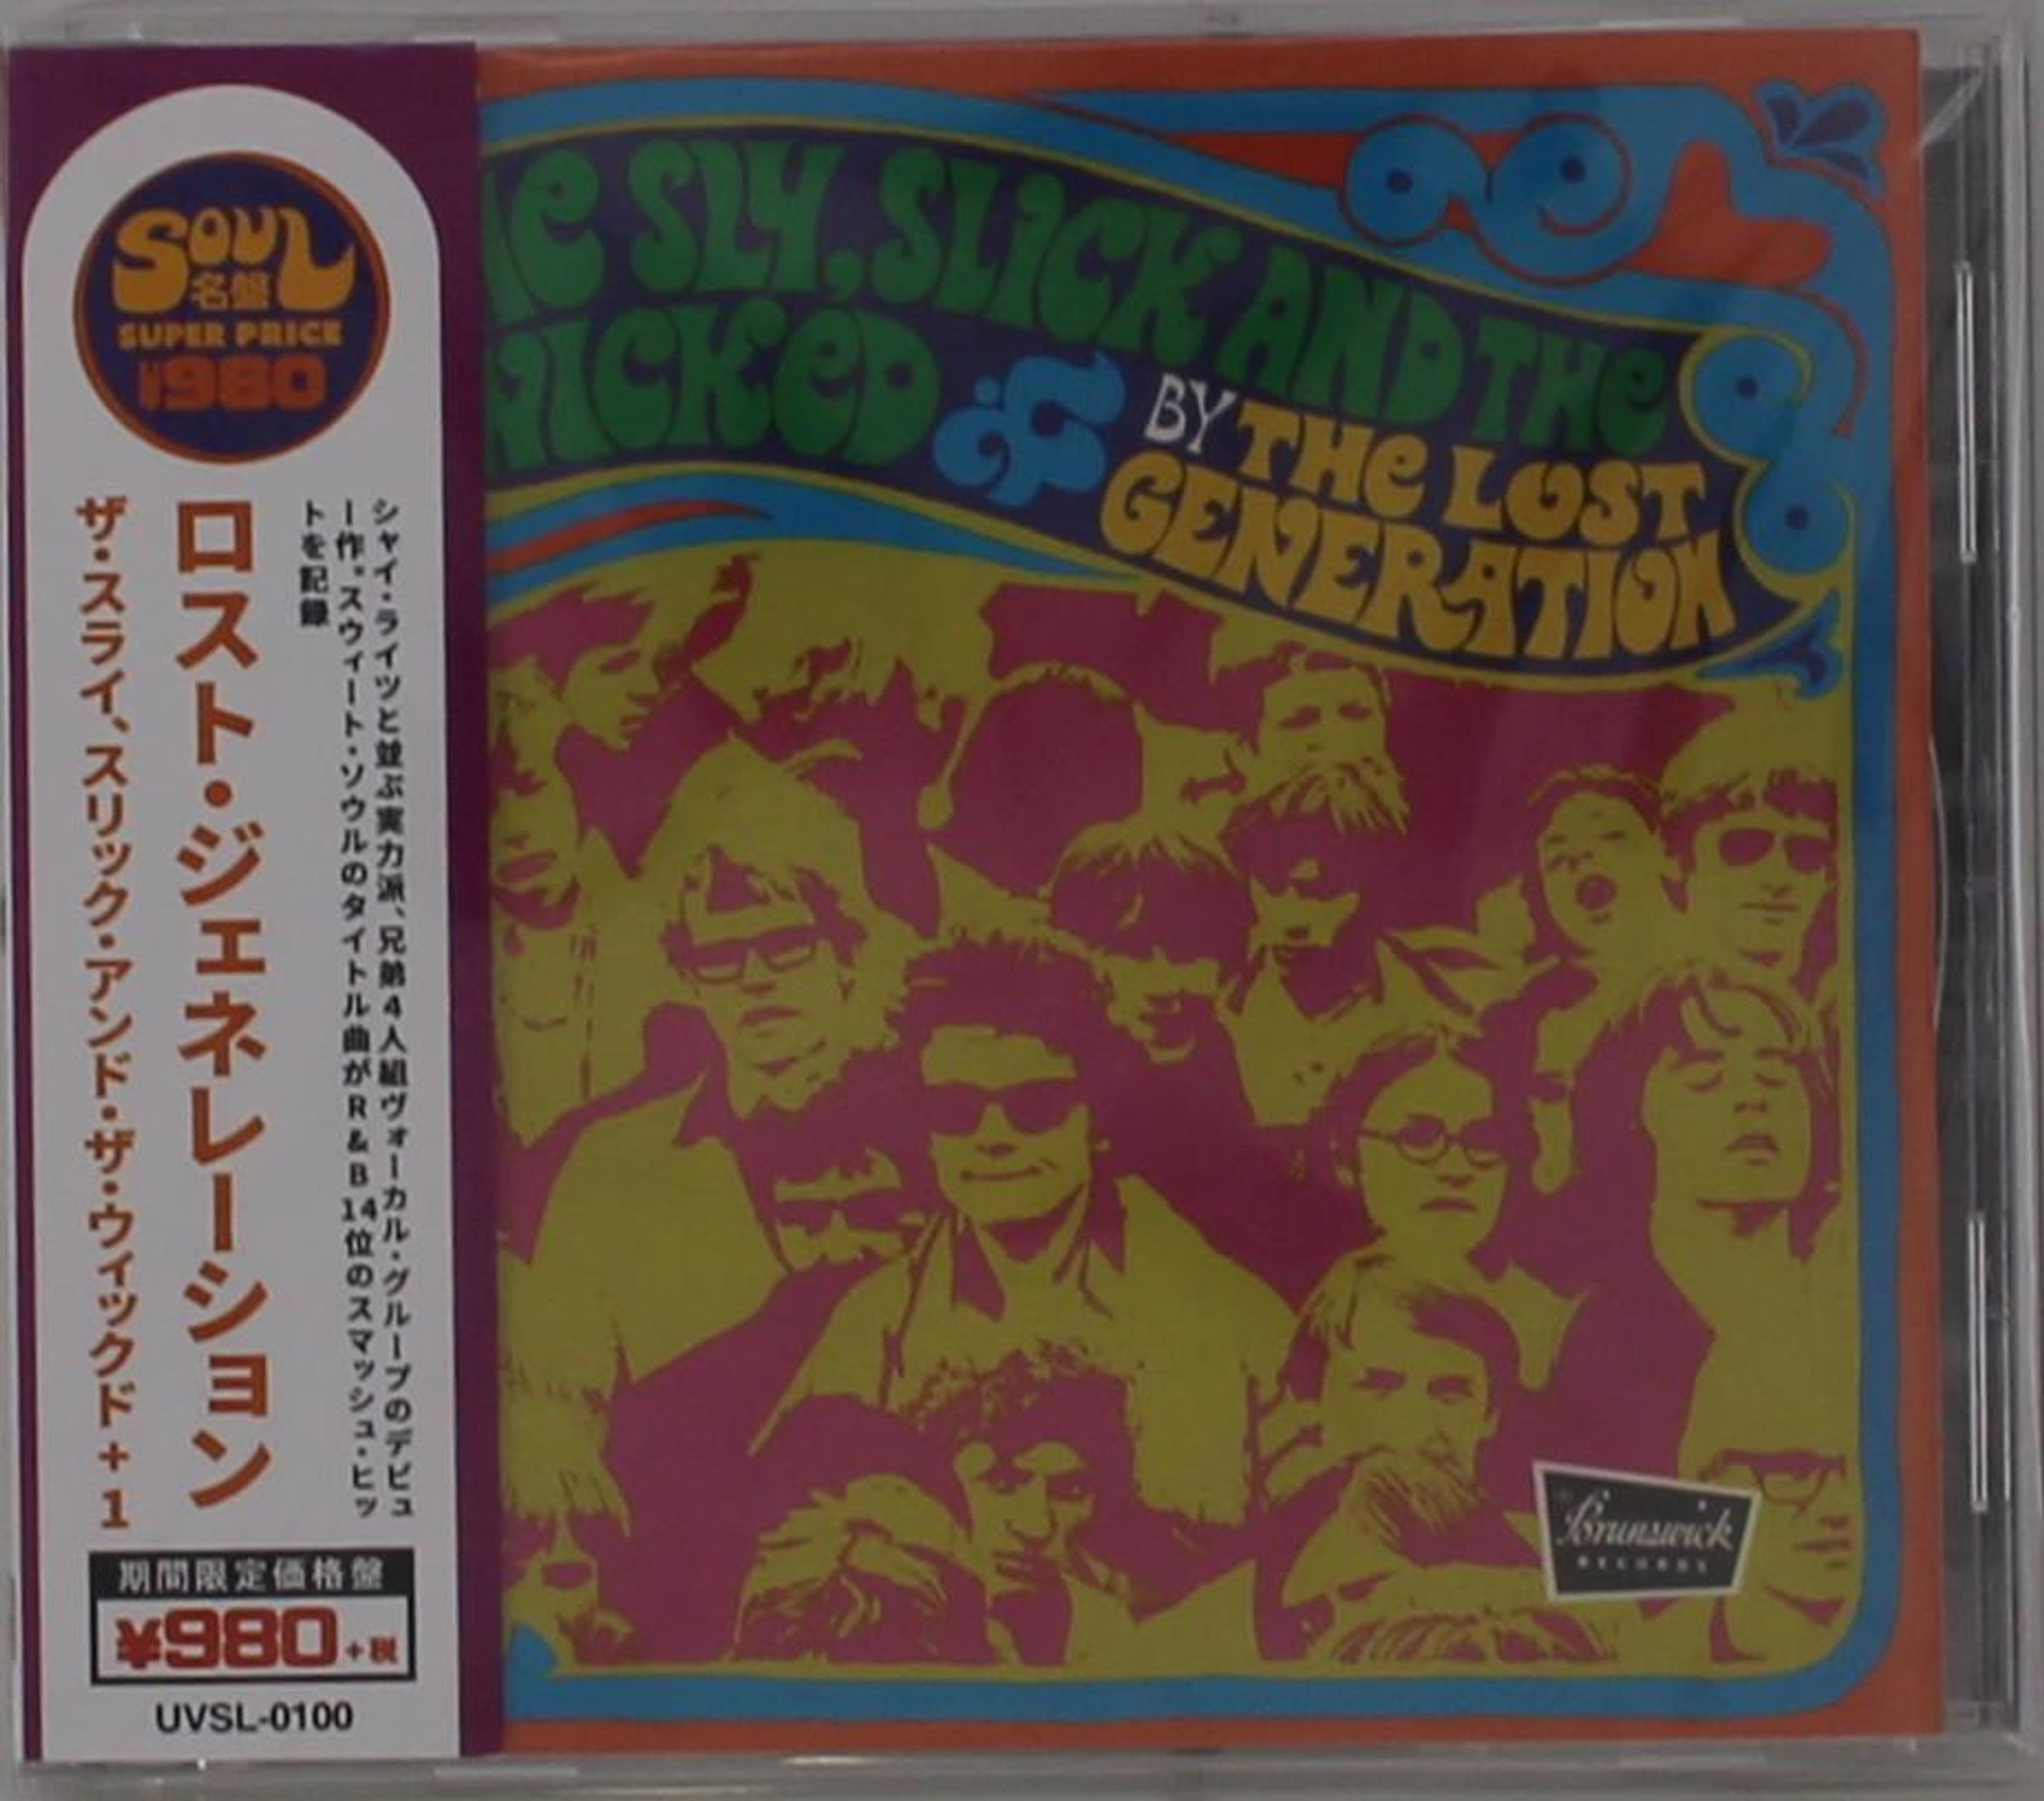 SOUL
名盤
SUPER PRICE
¥980
シャイ・ライツと並ぶ実力派、兄弟4人組ヴォーカル・グループのデビュ
ー作。スウィート・ソウルのタイトル曲がR&B14位のスマッシュ・ヒッ
トを記録
ロスト・ジェネレーション
ザ・スライ、スリック・アンド・ザ・ウィックド+1
期間限定価格盤
¥980+税
UVSL-0100
SLY, SLICK AND THE
BY THE LOST
GENERATION
Brunswick
RECORDS